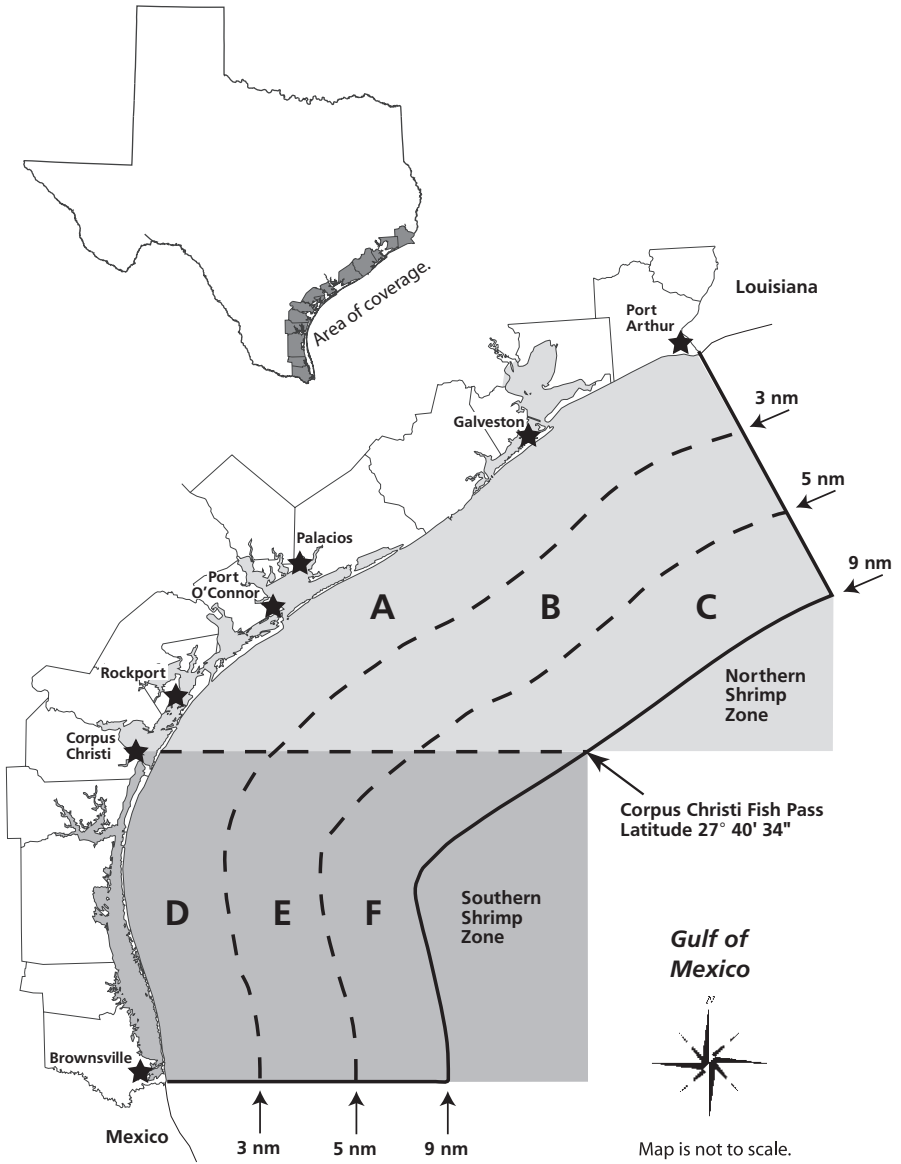 Area of coverage.
Louisiana
Port
Arthur
3 nm
Galveston
5 nm
Palacios
9 nm
Port
O'Connor
A
B
C
Rockport
Northern
Shrimp
Zone
Corpus
Christi
Corpus Christi Fish Pass
Latitude 27° 40' 34"
D
E
F
Southern
Shrimp
Zone
Gulf of
Mexico
N
Brownsville
Mexico
3 nm
5 nm
9 nm
Map is not to scale.